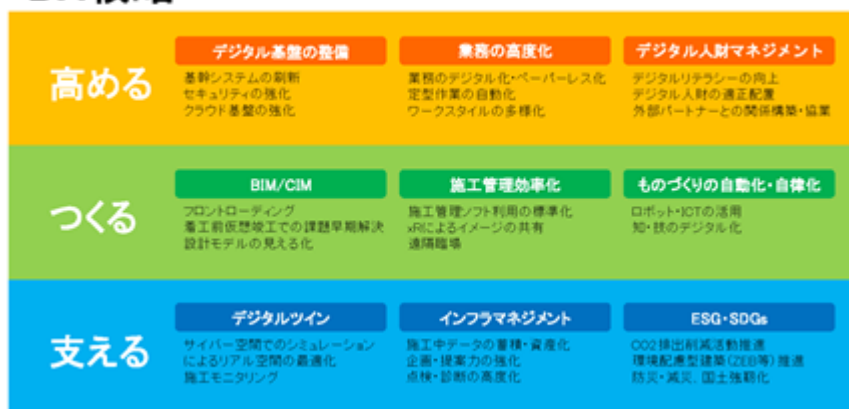 高める
デジタル基盤の整備
基幹システムの刷新
セキュリティの強化
クラウド基盤の強化
業務の高度化
業務のデジタル化・ペーパーレス化
定型作業の自動化
ワークスタイルの多様化
デジタル人財マネジメント
デジタルリテラシーの向上
デジタル人財の適正配置
外部パートナーとの関係構築・協業
つくる
BIM/CIM
フロントローディング
着工前仮想竣工での課題早期解決
設計モデルの見える化
施工管理効率化
施工管理ソフト利用の標準化
xRによるイメージの共有
遠隔臨場
ものづくりの自動化・自律化
ロボット・ICTの活用
知・技のデジタル化
支える
デジタルツイン
サイバー空間でのシミュレーション
によるリアル空間の最適化
施工モニタリング
インフラマネジメント
施工中データの蓄積・資産化
企画・提案力の強化
点検・診断の高度化
ESG・SDGs
CO2排出削減活動推進
環境配慮型建築(ZEB等)推進
防災・減災、国土強靭化